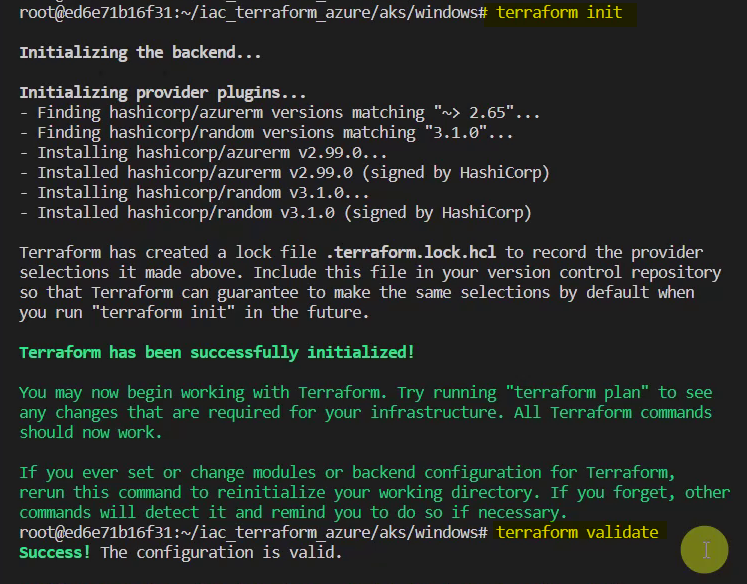 root@ed6e71b16f31:~/iac_terraform_azure/aks/windows# terraform init
Initializing the backend...
Initializing provider plugins...
- Finding hashicorp/azurerm versions matching "~> 2.65"...
- Finding hashicorp/random versions matching "3.1.0"...
- Installing hashicorp/azurerm v2.99.0...
- Installed hashicorp/azurerm v2.99.0 (signed by HashiCorp)
- Installing hashicorp/random v3.1.0...
- Installed hashicorp/random v3.1.0 (signed by HashiCorp)
Terraform has created a lock file .terraform.lock.hcl to record the provider
selections it made above. Include this file in your version control repository
so that Terraform can guarantee to make the same selections by default when
you run "terraform init" in the future.
Terraform has been successfully initialized!
You may now begin working with Terraform. Try running "terraform plan" to see
any changes that are required for your infrastructure. All Terraform commands
should now work.
If you ever set or change modules or backend configuration for Terraform,
rerun this command to reinitialize your working directory. If you forget, other
commands will detect it and remind you to do so if necessary.
root@ed6e71b16f31:~/iac_terraform_azure/aks/windows# terraform validate
Success! The configuration is valid.